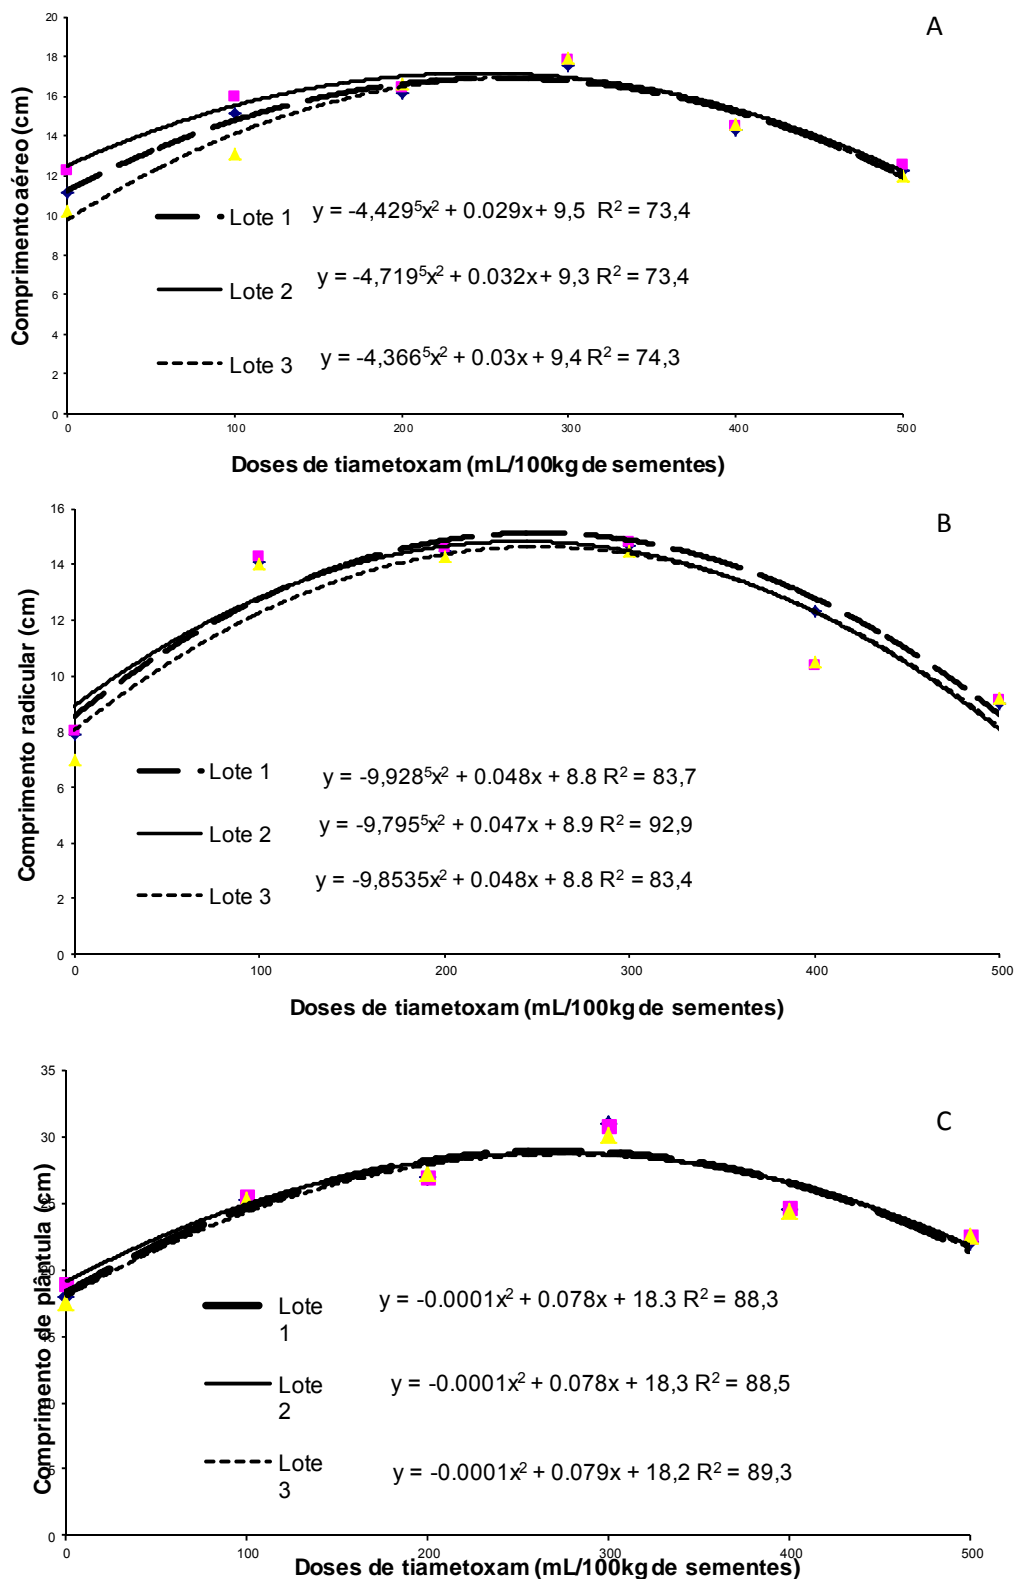 A
20
18
16
14
12
10
8
6
4
2
0
Comprimento aéreo (cm)
Lote 1 y = -4,429⁵x² + 0.029x + 9,5 R² = 73,4
Lote 2 y = -4,719⁵x² + 0.032x + 9,3 R² = 73,4
Lote 3 y = -4,366⁵x² + 0.03x + 9,4 R² = 74,3
0 100 200 300 400 500
Doses de tiametoxam (mL/100kg de sementes)
B
16
14
12
10
8
6
4
2
0
Comprimento radicular (cm)
Lote 1 y = -9,928⁵x² + 0.048x + 8.8 R² = 83,7
Lote 2 y = -9,795⁵x² + 0.047x + 8.9 R² = 92,9
Lote 3 y = -9,8535x² + 0.048x + 8.8 R² = 83,4
0 100 200 300 400 500
Doses de tiametoxam (mL/100kg de sementes)
C
35
30
25
20
15
10
5
0
Comprimento de plântula (cm)
Lote y = -0.0001x² + 0.078x + 18.3 R² = 88,3
1
Lote y = -0.0001x² + 0.078x + 18,3 R² = 88,5
2
Lote y = -0.0001x² + 0.079x + 18,2 R² = 89,3
3
0 100 200 300 400 500
Doses de tiametoxam (mL/100kg de sementes)